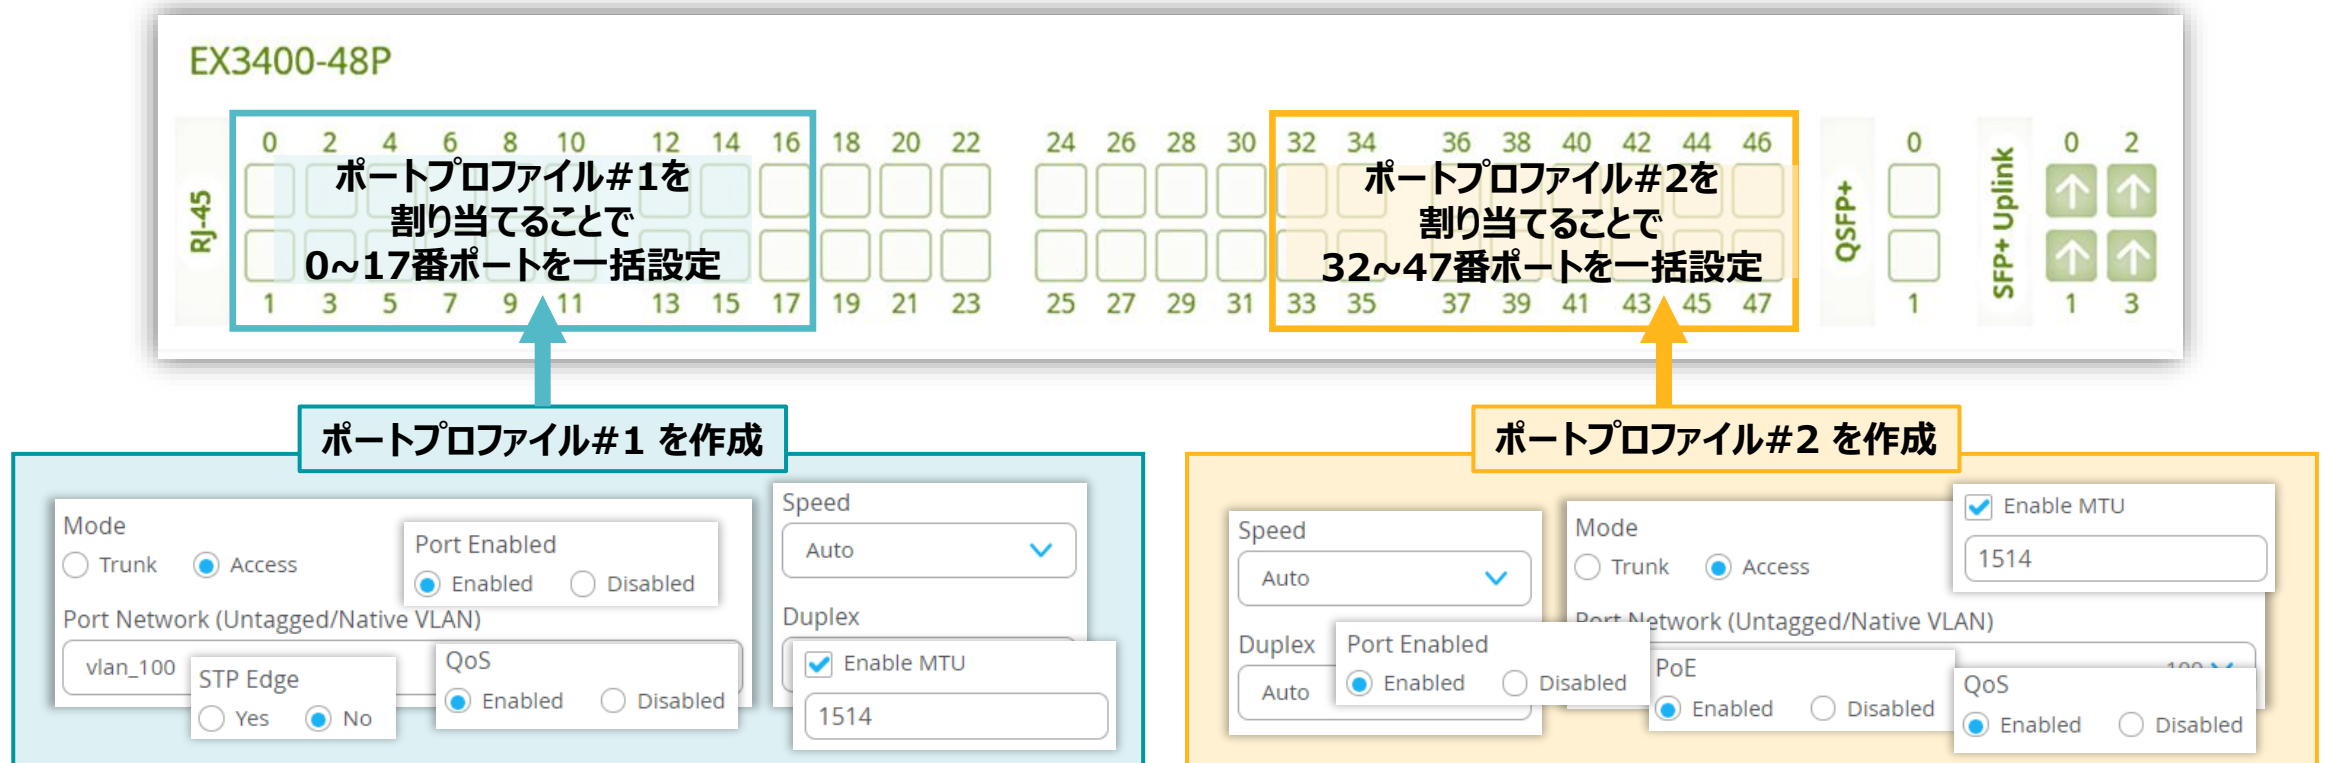 EX3400-48P
RJ-45
0 2 4 6 8 10 12 14 16 18 20 22 24 26 28 30 32 34 36 38 40 42 44 46
ポートプロファイル#1を
割り当てることで
0~17番ポートを一括設定
ポートプロファイル#2を
割り当てることで
32~47番ポートを一括設定
1 3 5 7 9 11 13 15 17 19 21 23 25 27 29 31 33 35 37 39 41 43 45 47
QSFP+
0
1
SFP+ Uplink
0 2
1 3
ポートプロファイル#1 を作成
Mode
Trunk Access
Port Enabled
Enabled Disabled
Port Network (Untagged/Native VLAN)
vlan_100
STP Edge
Yes No
QoS
Enabled Disabled
Speed
Auto
Duplex
Enable MTU
1514
ポートプロファイル#2 を作成
Speed
Auto
Duplex
Auto
Port Enabled
Enabled Disabled
Mode
Trunk Access
Port Network (Untagged/Native VLAN)
PoE
Enabled Disabled
Enable MTU
1514
QoS
Enabled Disabled